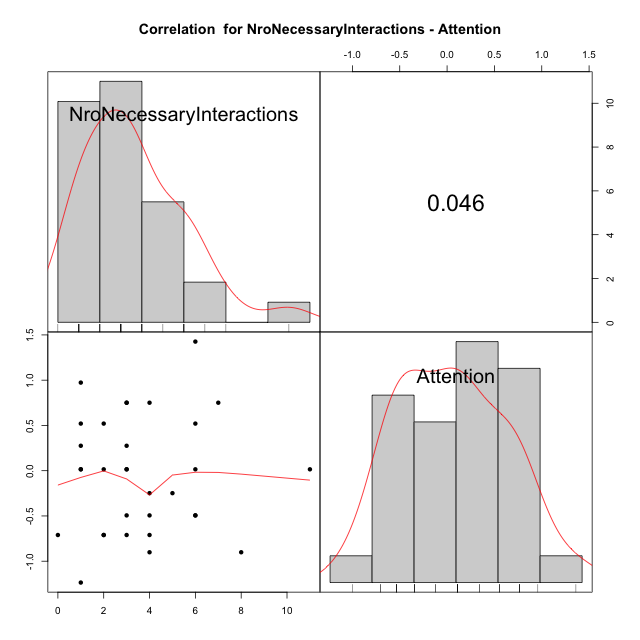 Correlation  for NroNecessaryInteractions - Attention
-1.0 -0.5 0.0 0.5 1.0 1.5
NroNecessaryInteractions
0.046
10
8
6
4
2
0
1.5
1.0
0.5
0.0
-0.5
-1.0
Attention
0 2 4 6 8 10